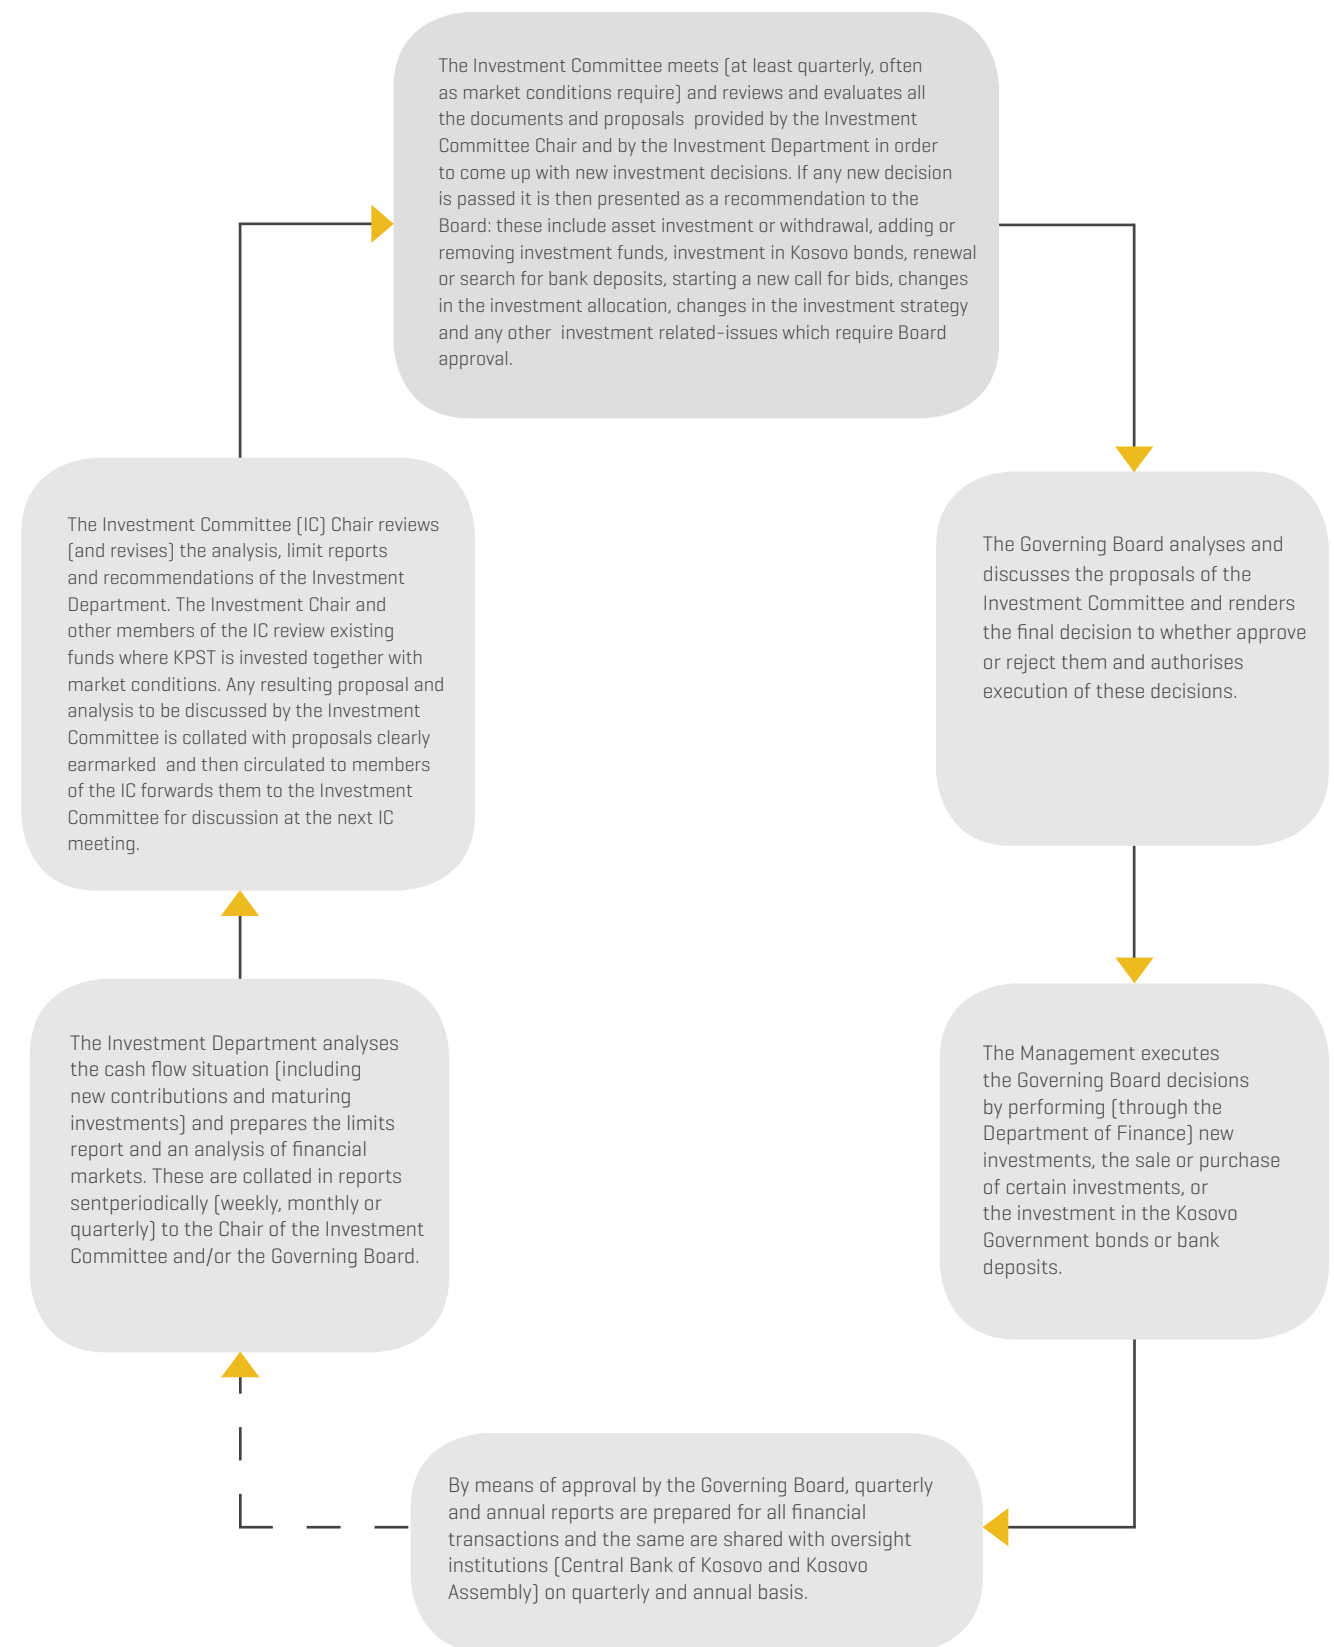 The Investment Committee meets (at least quarterly, often
as market conditions require) and reviews and evaluates all
the documents and proposals  provided by the Investment
Committee Chair and by the Investment Department in order
to come up with new investment decisions. If any new decision
is passed it is then presented as a recommendation to the
Board: these include asset investment or withdrawal, adding or
removing investment funds, investment in Kosovo bonds, renewal
or search for bank deposits, starting a new call for bids, changes
in the investment allocation, changes in the investment strategy
and any other  investment related-issues which require Board
approval.
The Investment Committee (IC) Chair reviews
(and revises) the analysis, limit reports
and recommendations of the Investment
Department. The Investment Chair and
other members of the IC review existing
funds where KPST is invested together with
market conditions. Any resulting proposal and
analysis to be discussed by the Investment
Committee is collated with proposals clearly
earmarked  and then circulated to members
of the IC forwards them to the Investment
Committee for discussion at the next IC
meeting.
The Governing Board analyses and
discusses the proposals of the
Investment Committee and renders
the final decision to whether approve
or reject them and authorises
execution of these decisions.
The Investment Department analyses
the cash flow situation (including
new contributions and maturing
investments) and prepares the limits
report and an analysis of financial
markets. These are collated in reports
sentperiodically (weekly, monthly or
quarterly) to the Chair of the Investment
Committee and/or the Governing Board.
The Management executes
the Governing Board decisions
by performing (through the
Department of Finance) new
investments, the sale or purchase
of certain investments, or
the investment in the Kosovo
Government bonds or bank
deposits.
By means of approval by the Governing Board, quarterly
and annual reports are prepared for all financial
transactions and the same are shared with oversight
institutions (Central Bank of Kosovo and Kosovo
Assembly) on quarterly and annual basis.